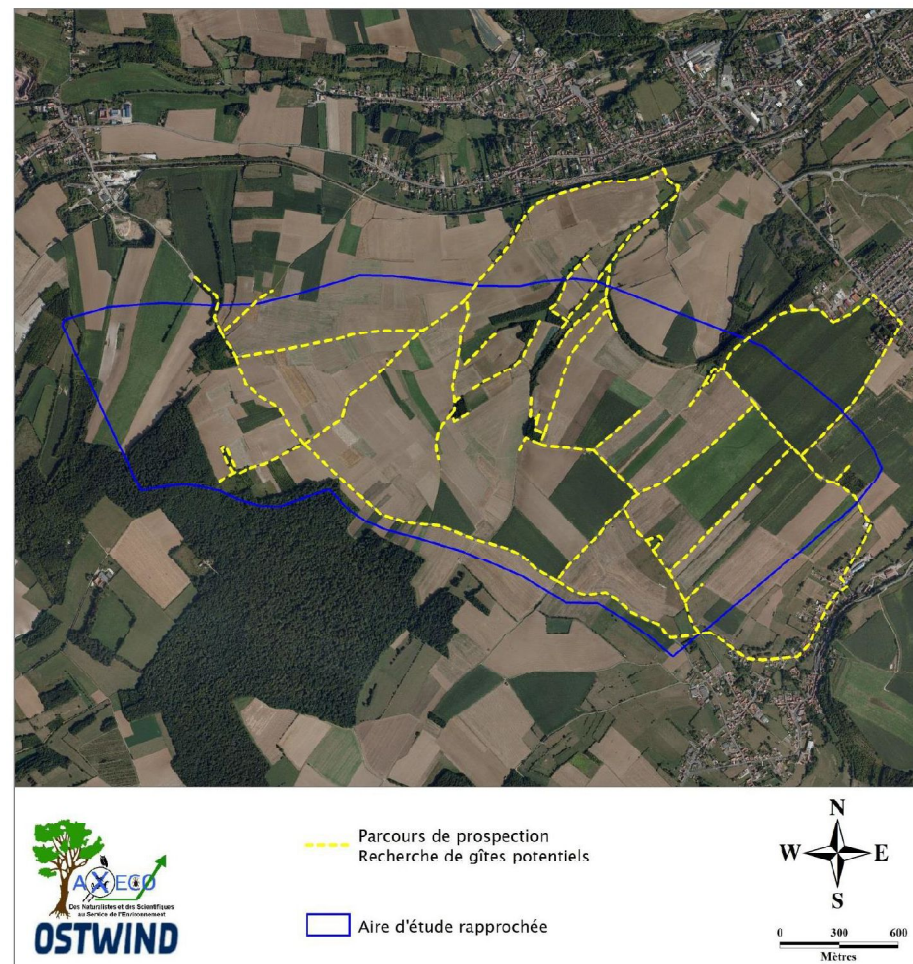 Parcours de prospection
Recherche de gîtes potentiels
Aire d'étude rapprochée
AXECO
Des Naturalistes et des Scientifiques
au Service de l'Environnement
OSTWIND
N
W E
S
0 300 600
Mètres